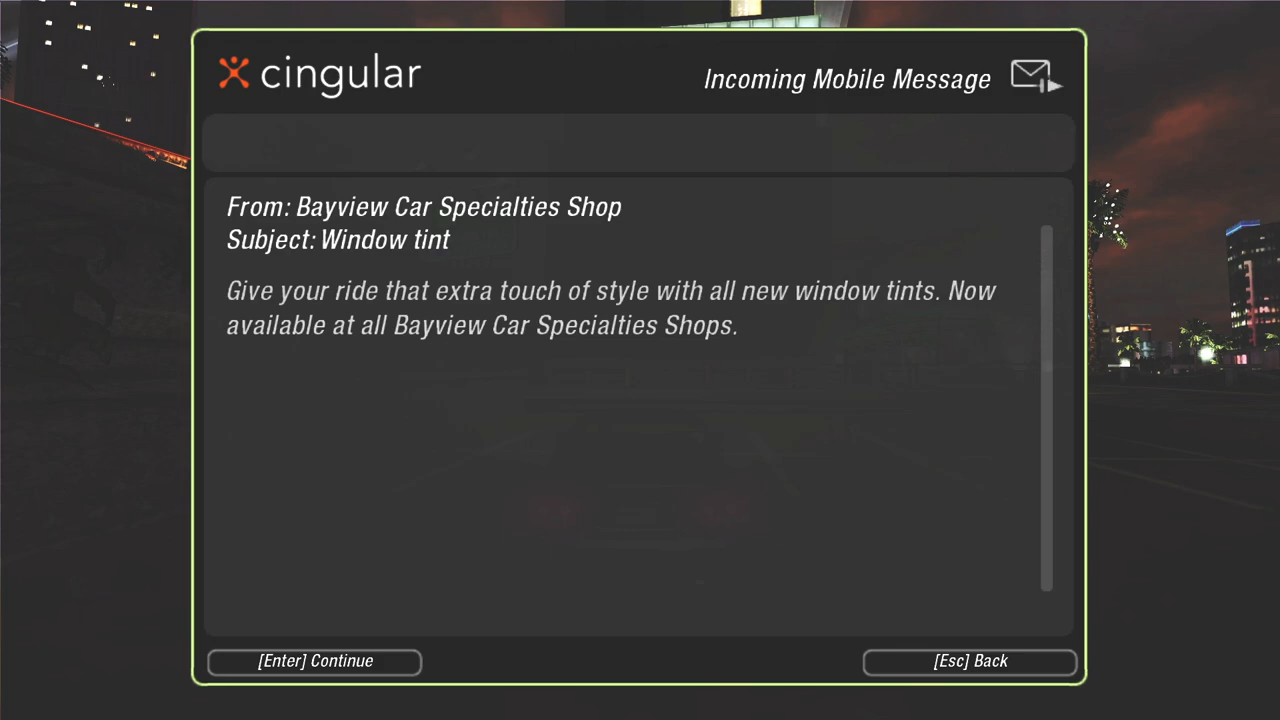 cingular
Incoming Mobile Message
From: Bayview Car Specialties Shop
Subject: Window tint
Give your ride that extra touch of style with all new window tints. Now
available at all Bayview Car Specialties Shops.
[Enter] Continue
[Esc] Back